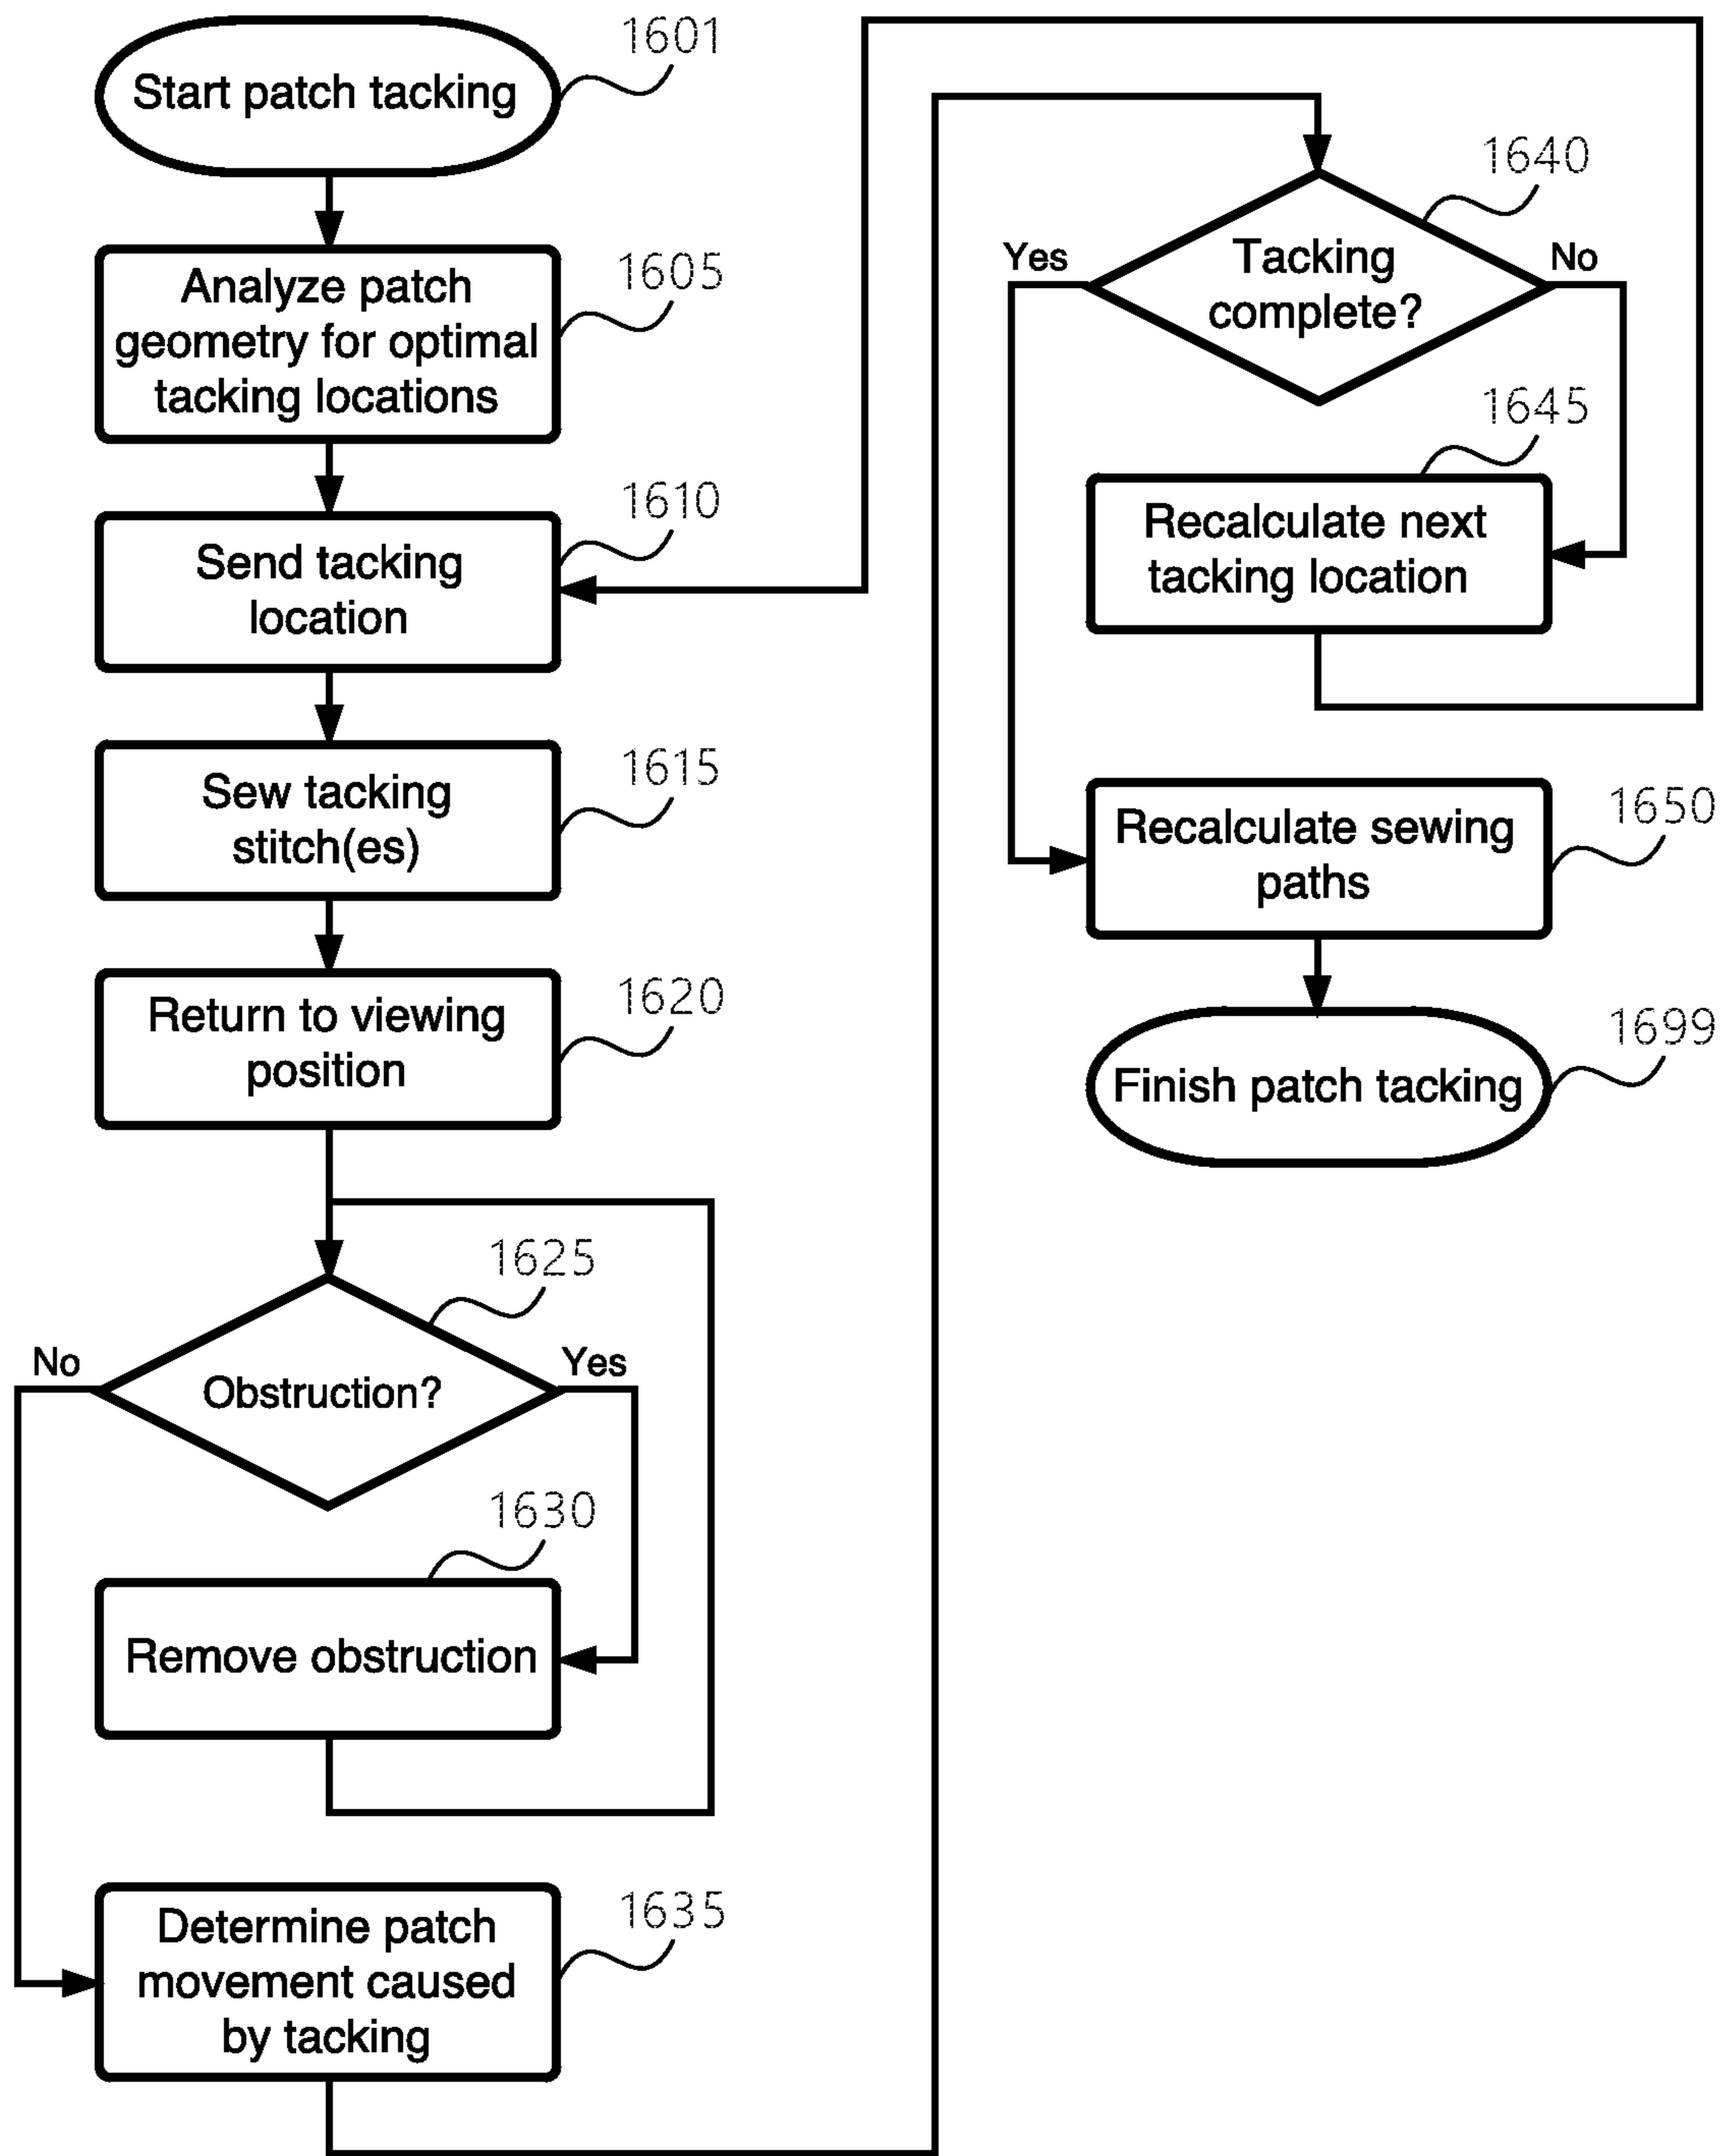 Start patch tacking
1601
Analyze patch
geometry for optimal
tacking locations
1605
Send tacking
location
1610
Sew tacking
stitch(es)
1615
Return to viewing
position
1620
Obstruction?
1625
No
Yes
Remove obstruction
1630
Determine patch
movement caused
by tacking
1635
Tacking
complete?
1640
Yes
No
Recalculate next
tacking location
1645
Recalculate sewing
paths
1650
Finish patch tacking
1699